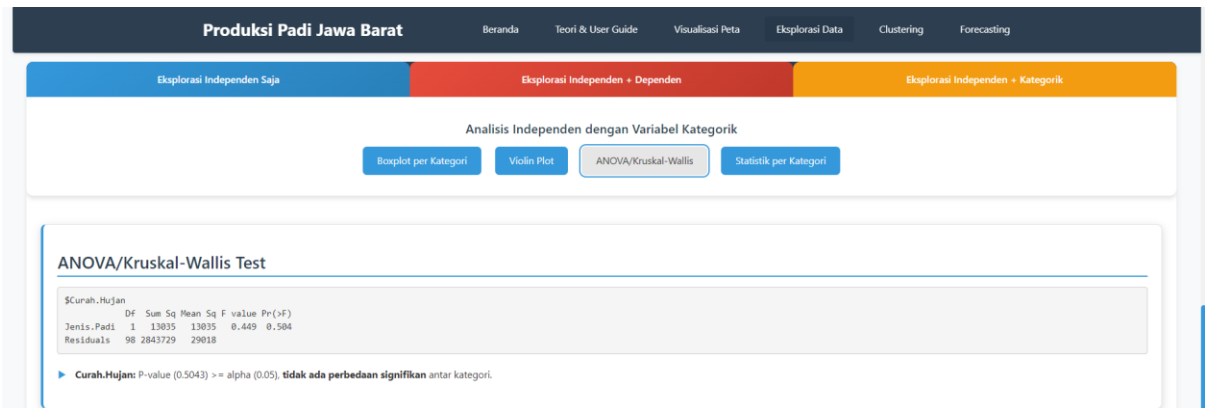 Produksi Padi Jawa Barat Beranda Teori & User Guide Visualisasi Peta Eksplorasi Data Clustering Forecasting
Eksplorasi Independen Saja Eksplorasi Independen + Dependen Eksplorasi Independen + Kategorik
Analisis Independen dengan Variabel Kategorik
Boxplot per Kategori Violin Plot ANOVA/Kruskal-Wallis Statistik per Kategori
ANOVA/Kruskal-Wallis Test
$Curah.Hujan
Df Sum Sq Mean Sq F value Pr(>F)
Jenis.Padi 1 13035 13035 0.449 0.504
Residuals 98 2843729 29018
Curah.Hujan: P-value (0.5043) >= alpha (0.05), tidak ada perbedaan signifikan antar kategori.